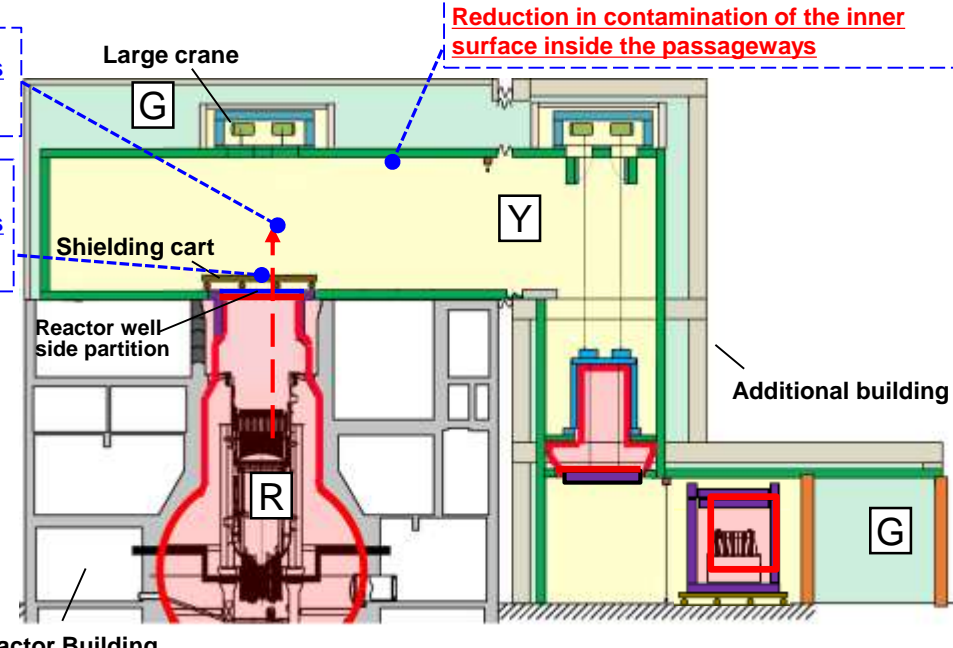 Reduction in contamination of the inner
surface inside the passageways
Large crane
G
Y
Shielding cart
Reactor well
side partition
Additional building
R
G
Building